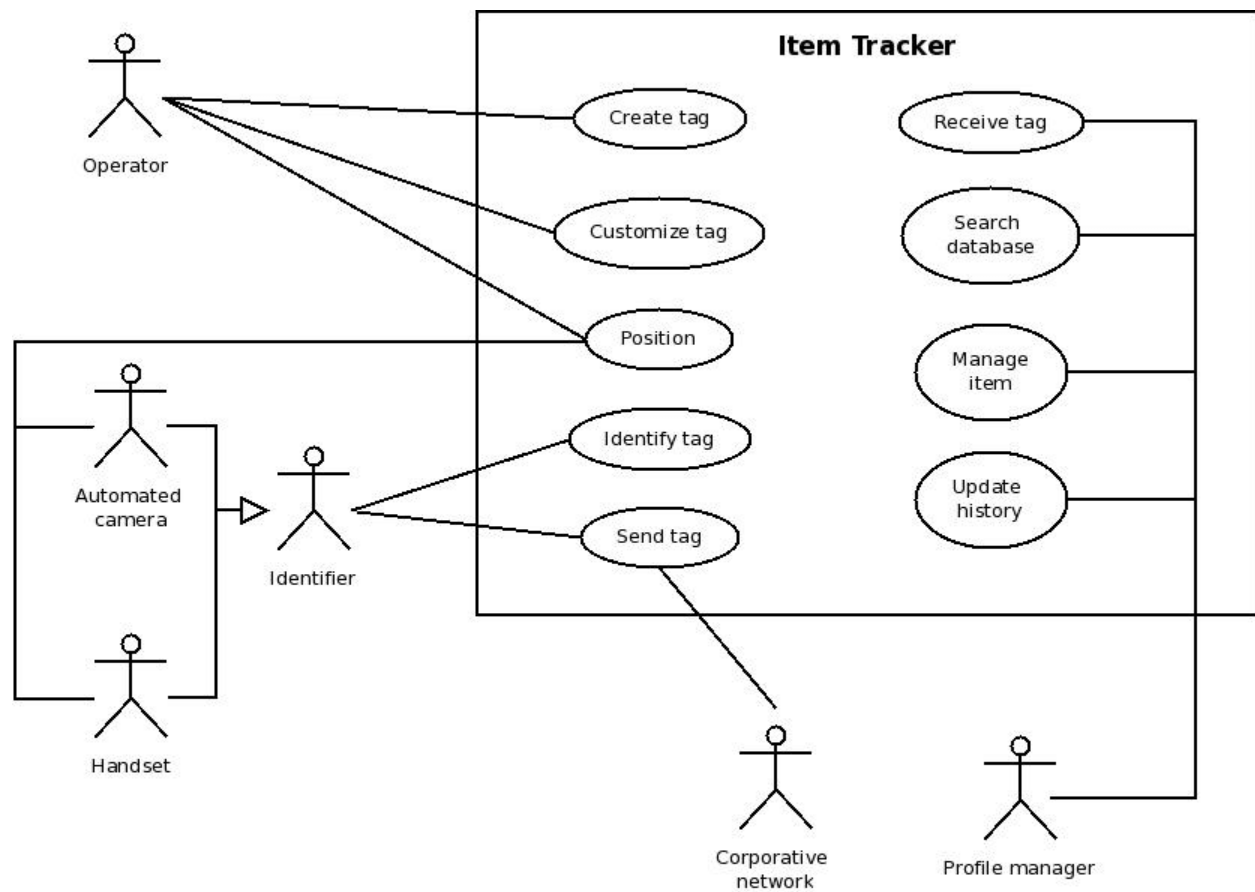 Item Tracker
Operator
Create tag
Receive tag
Customize tag
Search
database
Position
Manage
item
Automated
camera
Identifier
Identify tag
Send tag
Update
history
Handset
Corporative
network
Profile manager